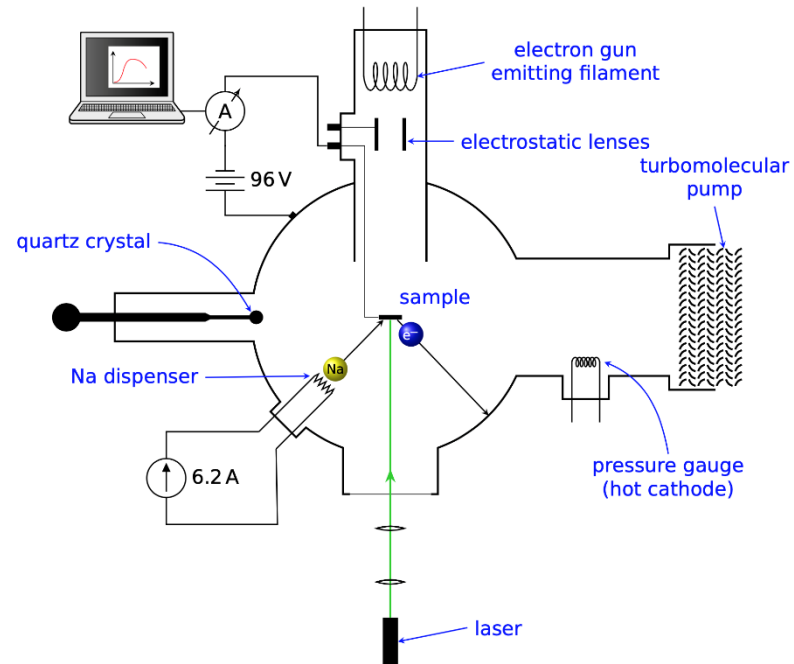 electron gun
emitting filament
A
electrostatic lenses
turbomolecular
pump
96 V
quartz crystal
sample
e⁻
Na
Na dispenser
6.2 A
pressure gauge
(hot cathode)
laser